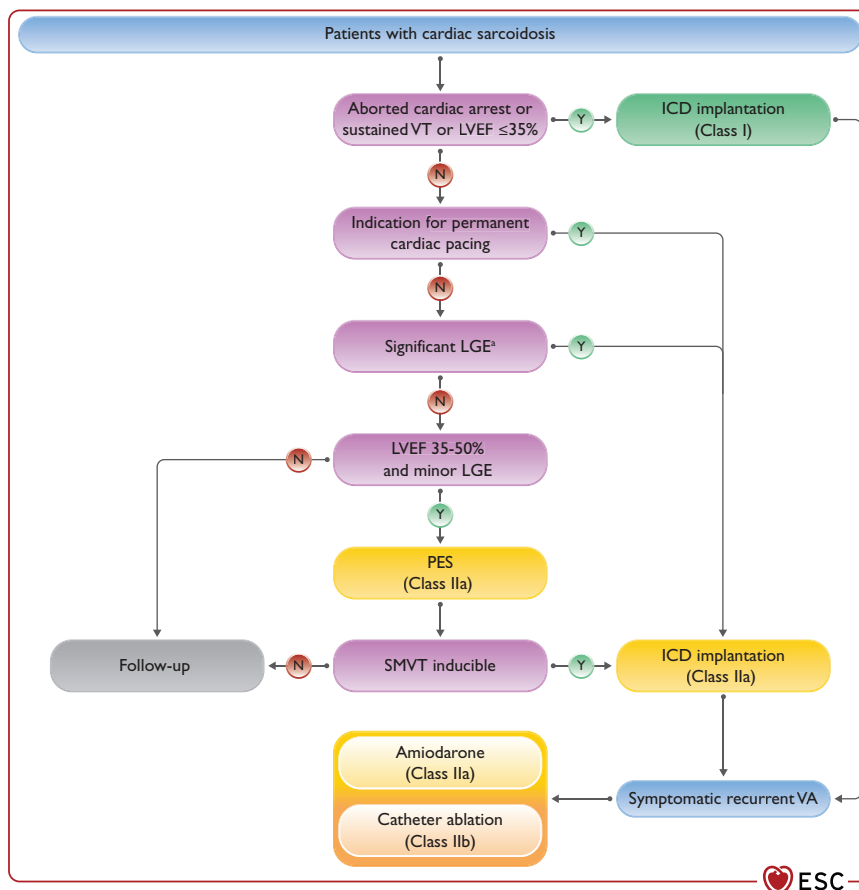 Patients with cardiac sarcoidosis
Aborted cardiac arrest or
sustained VT or LVEF ≤35%
Y
ICD implantation
(Class I)
N
Indication for permanent
cardiac pacing
Y
N
Significant LGEᵃ
Y
N
LVEF 35-50%
and minor LGE
N
Y
PES
(Class IIa)
Follow-up
N
SMVT inducible
Y
ICD implantation
(Class IIa)
Amiodarone
(Class IIa)
Catheter ablation
(Class IIb)
Symptomatic recurrent VA
ESC